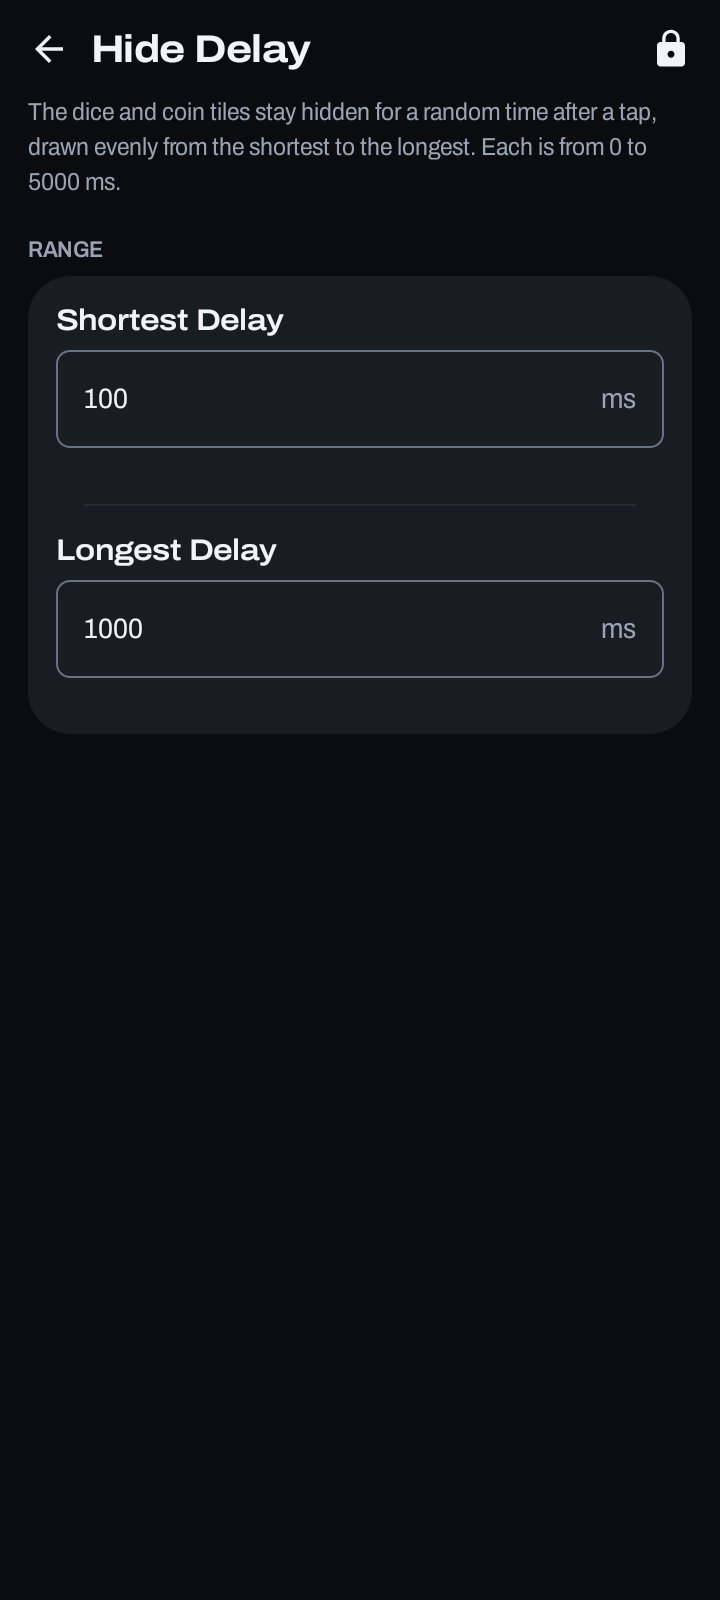 Hide Delay
The dice and coin tiles stay hidden for a random time after a tap,
drawn evenly from the shortest to the longest. Each is from 0 to
5000 ms.
RANGE
Shortest Delay
100 ms
Longest Delay
1000 ms